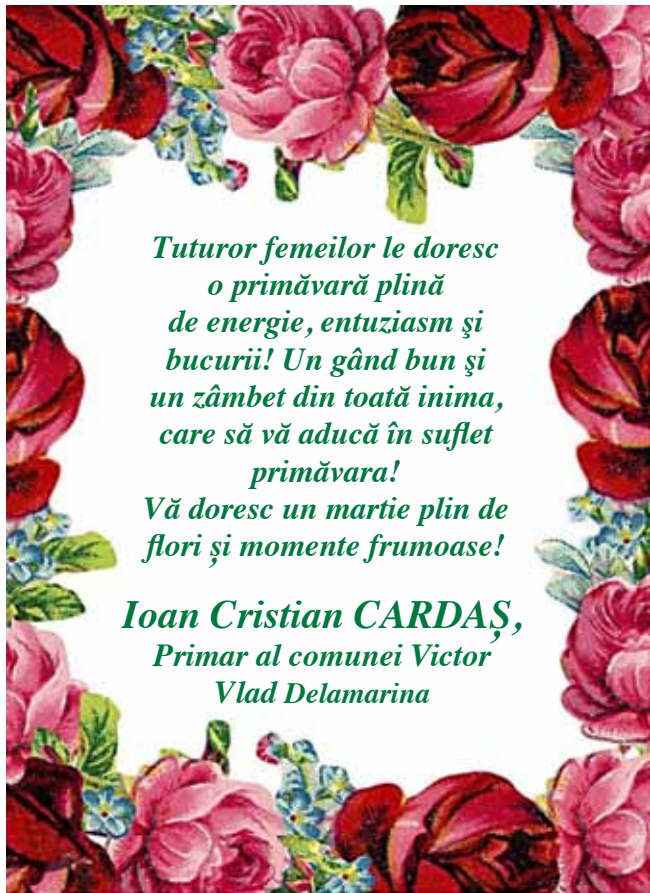 Tuturor femeilor le doresc
o primăvară plină
de energie, entuziasm şi
bucurii! Un gând bun şi
un zâmbet din toată inima,
care să vă aducă în suflet
primăvara!
Vă doresc un martie plin de
flori și momente frumoase!
Ioan Cristian CARDAȘ,
Primar al comunei Victor
Vlad Delamarina